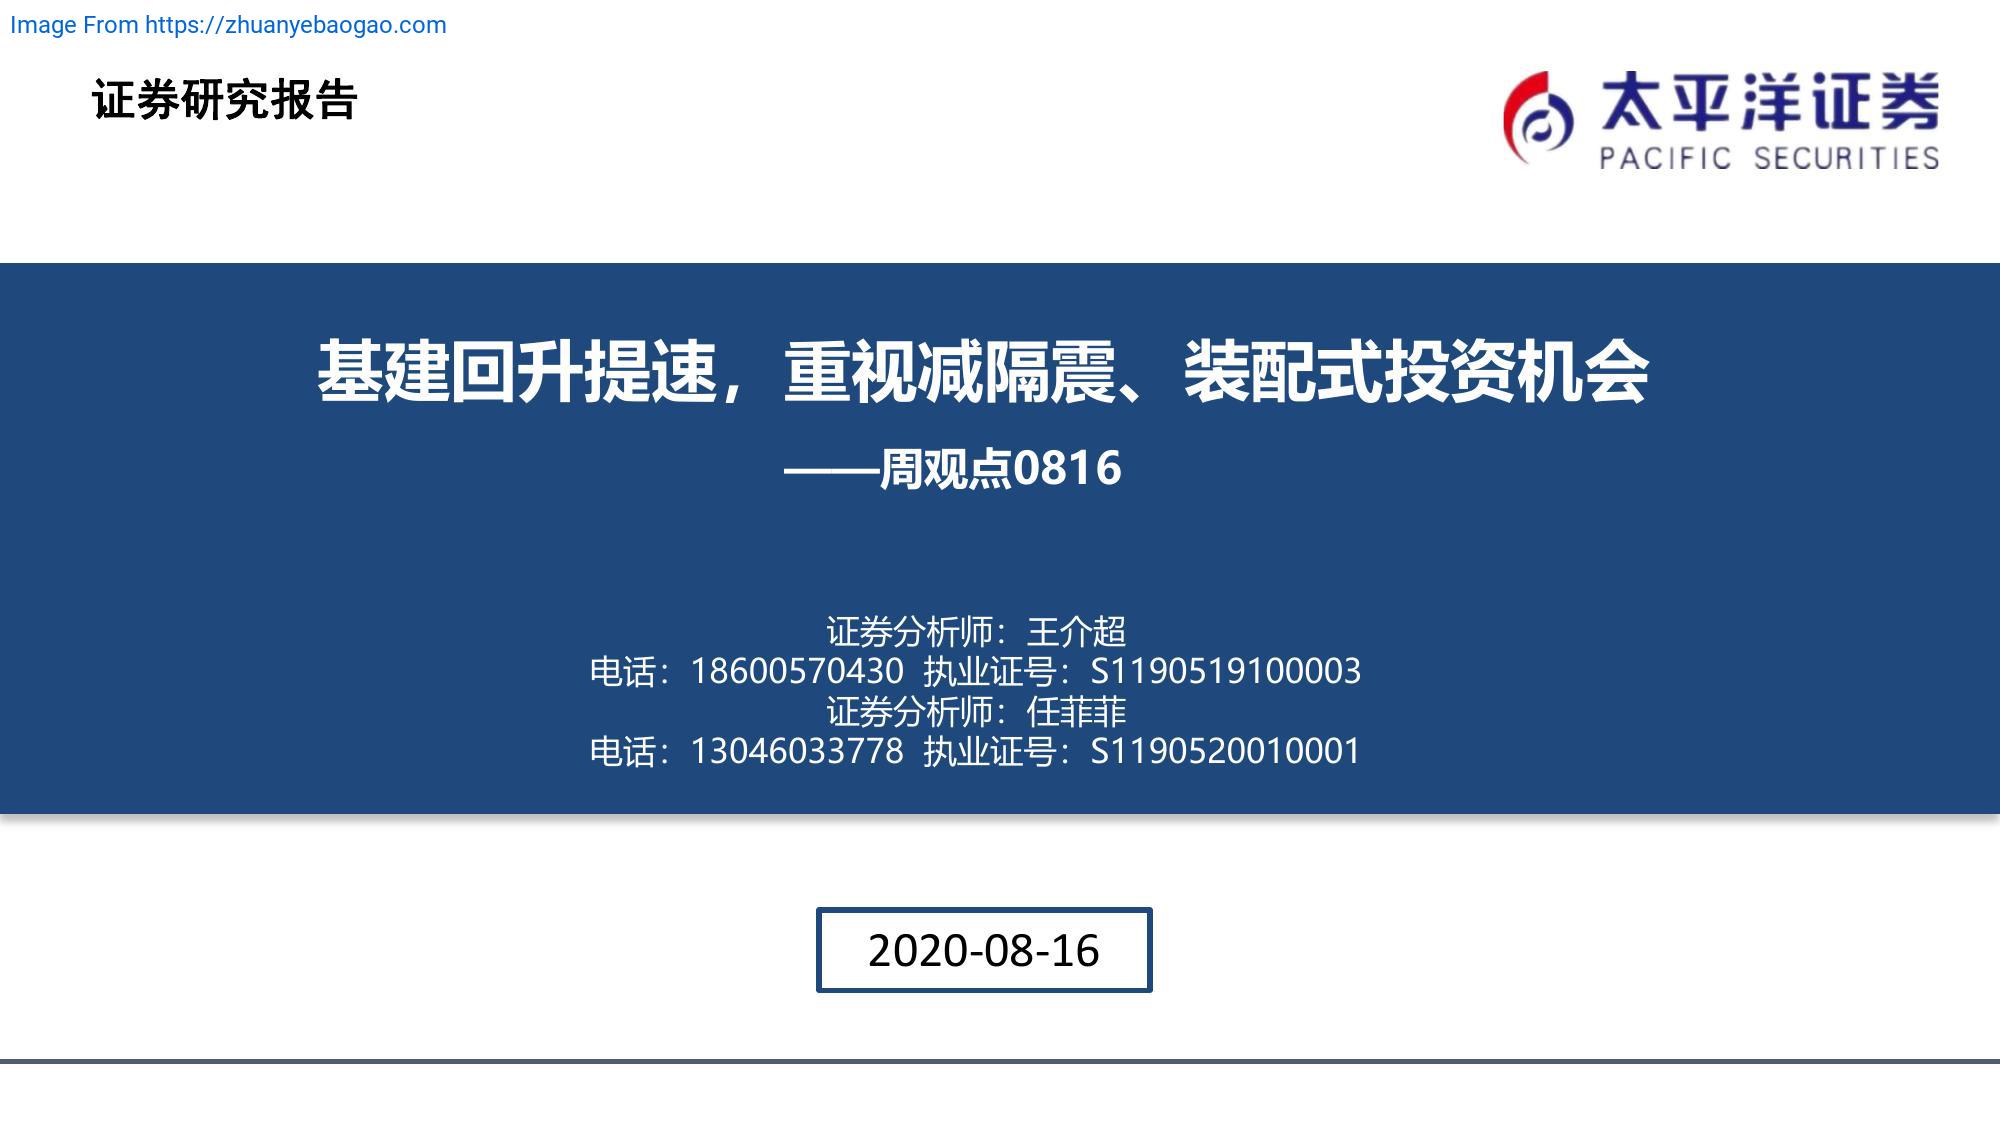 Image From https://zhuanyebaogao.com
证券研究报告
太平洋证券
PACIFIC SECURITIES
基建回升提速，重视减隔震、装配式投资机会
——周观点0816
证券分析师：王介超
电话：18600570430 执业证号：S1190519100003
证券分析师：任菲菲
电话：13046033778 执业证号：S1190520010001
2020-08-16